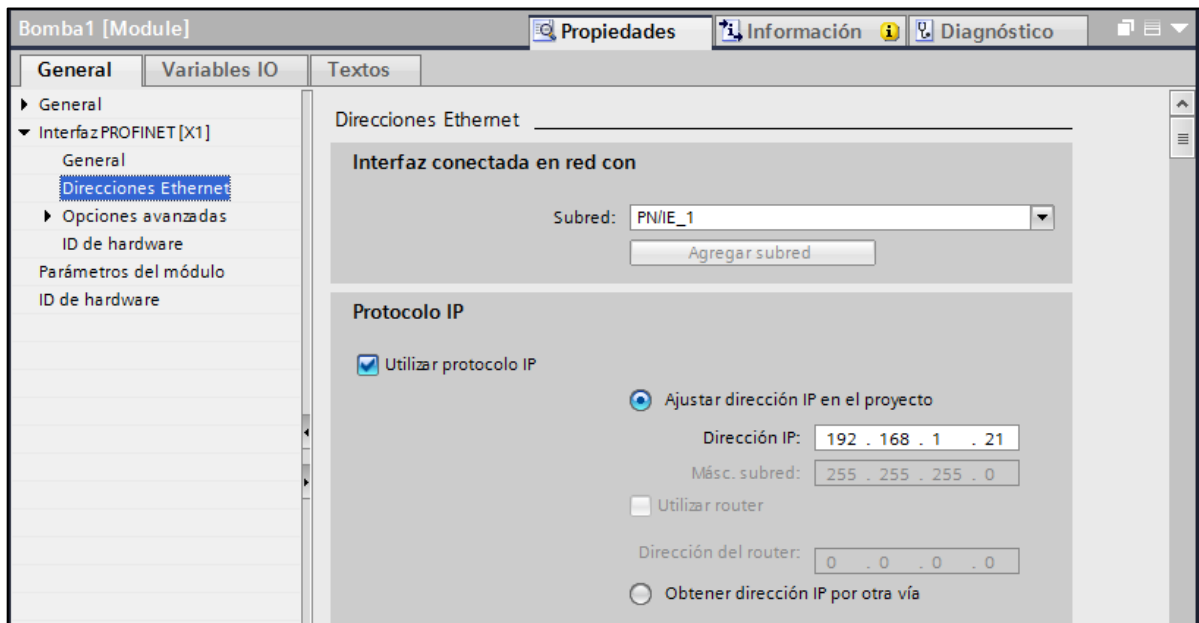 Bomba1 [Module]
Propiedades
Información
Diagnóstico
General
Variables IO
Textos
General
Interfaz PROFINET [X1]
General
Direcciones Ethernet
Opciones avanzadas
ID de hardware
Parámetros del módulo
ID de hardware
Direcciones Ethernet
Interfaz conectada en red con
Subred: PN/IE_1
Agregar subred
Protocolo IP
Utilizar protocolo IP
Ajustar dirección IP en el proyecto
Dirección IP: 192 . 168 . 1 . 21
Másc. subred: 255 . 255 . 255 . 0
Utilizar router
Dirección del router: 0 . 0 . 0 . 0
Obtener dirección IP por otra vía